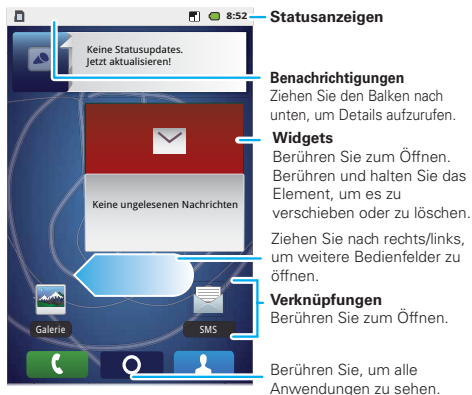 8:52
Statusanzeigen
Keine Statusupdates.
Jetzt aktualisieren!
Benachrichtigungen
Ziehen Sie den Balken nach
unten, um Details aufzurufen.
Widgets
Berühren Sie zum Öffnen.
Berühren und halten Sie das
Element, um es zu
verschieben oder zu löschen.
Keine ungelesenen Nachrichten
Ziehen Sie nach rechts/links,
um weitere Bedienfelder zu
öffnen.
Verknüpfungen
Berühren Sie zum Öffnen.
Galerie
SMS
Berühren Sie, um alle
Anwendungen zu sehen.